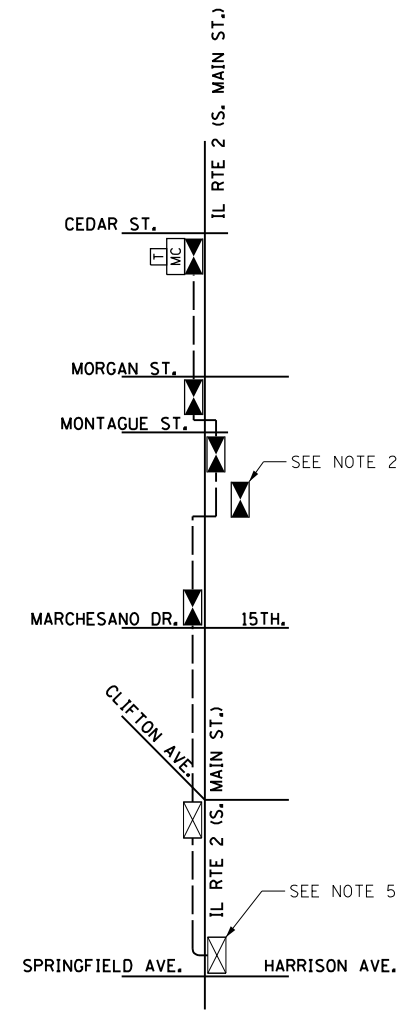 IL RTE 2 (S. MAIN ST.)
CEDAR ST.
T
MC
MORGAN ST.
MONTAGUE ST.
SEE NOTE 2
MARCHESANO DR.
15TH.
CLIFTON AVE.
IL RTE 2 (S. MAIN ST.)
SEE NOTE 5
SPRINGFIELD AVE.
HARRISON AVE.